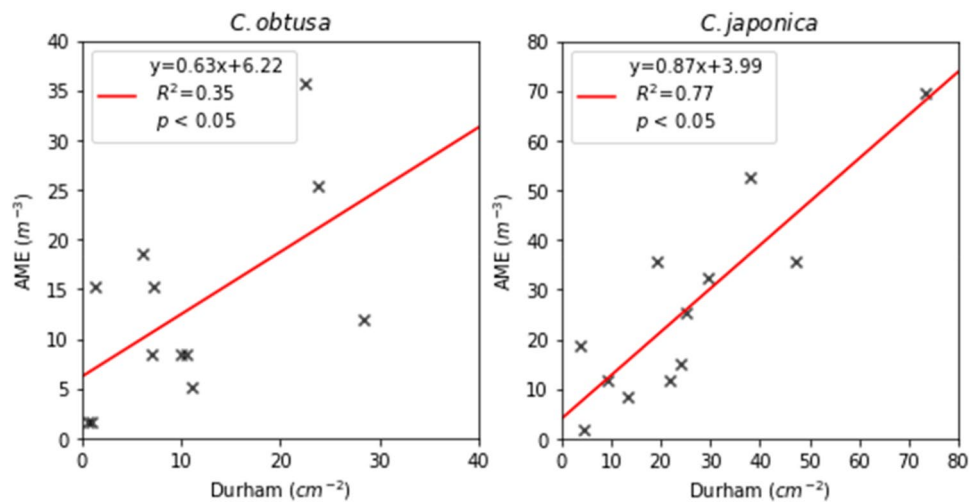 C. obtusa
y=0.63x+6.22
R²=0.35
p < 0.05
AME (m⁻³)
40
35
30
25
20
15
10
5
0
0 10 20 30 40
Durham (cm⁻²)
C. japonica
y=0.87x+3.99
R²=0.77
p < 0.05
AME (m⁻³)
80
70
60
50
40
30
20
10
0
0 10 20 30 40 50 60 70 80
Durham (cm⁻²)